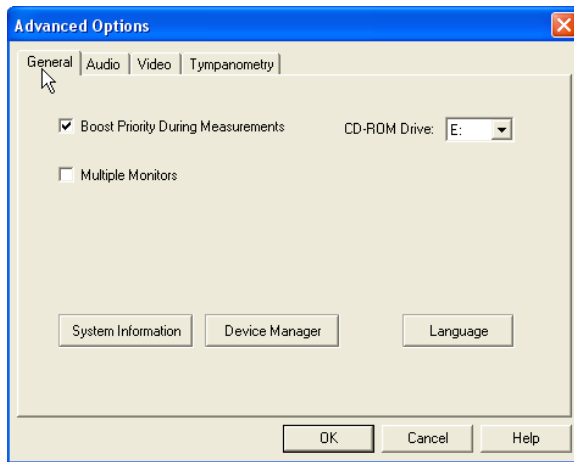 Advanced Options
General Audio Video Tympanometry
Boost Priority During Measurements CD-ROM Drive: E:
Multiple Monitors
System Information Device Manager Language
OK Cancel Help